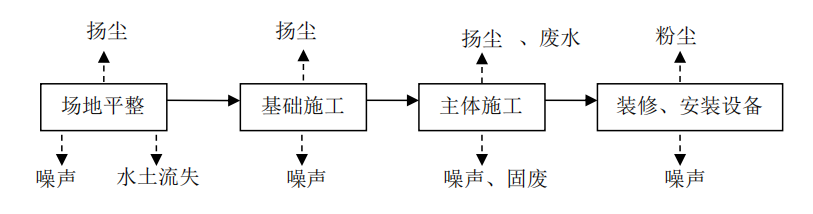 扬尘 扬尘 扬尘 、废水 粉尘
场地平整 基础施工 主体施工 装修、安装设备
噪声 水土流失 噪声 噪声、固废 噪声